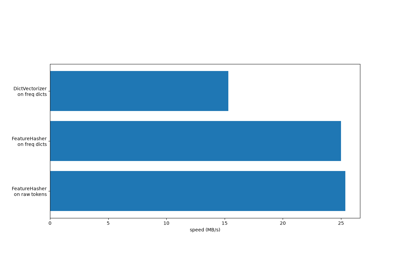 DictVectorizer
on freq dicts
FeatureHasher
on freq dicts
FeatureHasher
on raw tokens
0 5 10 15 20 25
speed (MB/s)